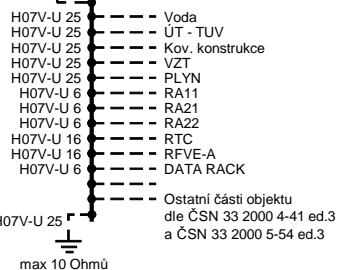 H07V-U 25 Voda
H07V-U 25 ÚT - TUV
H07V-U 25 Kov. konstrukce
H07V-U 25 VZT
H07V-U 25 PLYN
H07V-U 6 RA11
H07V-U 6 RA21
H07V-U 6 RA22
H07V-U 16 RTC
H07V-U 16 RFVE-A
H07V-U 6 DATA RACK
Ostatní části objektu
dle ČSN 33 2000 4-41 ed.3
a ČSN 33 2000 5-54 ed.3
H07V-U 25
max 10 Ohmů